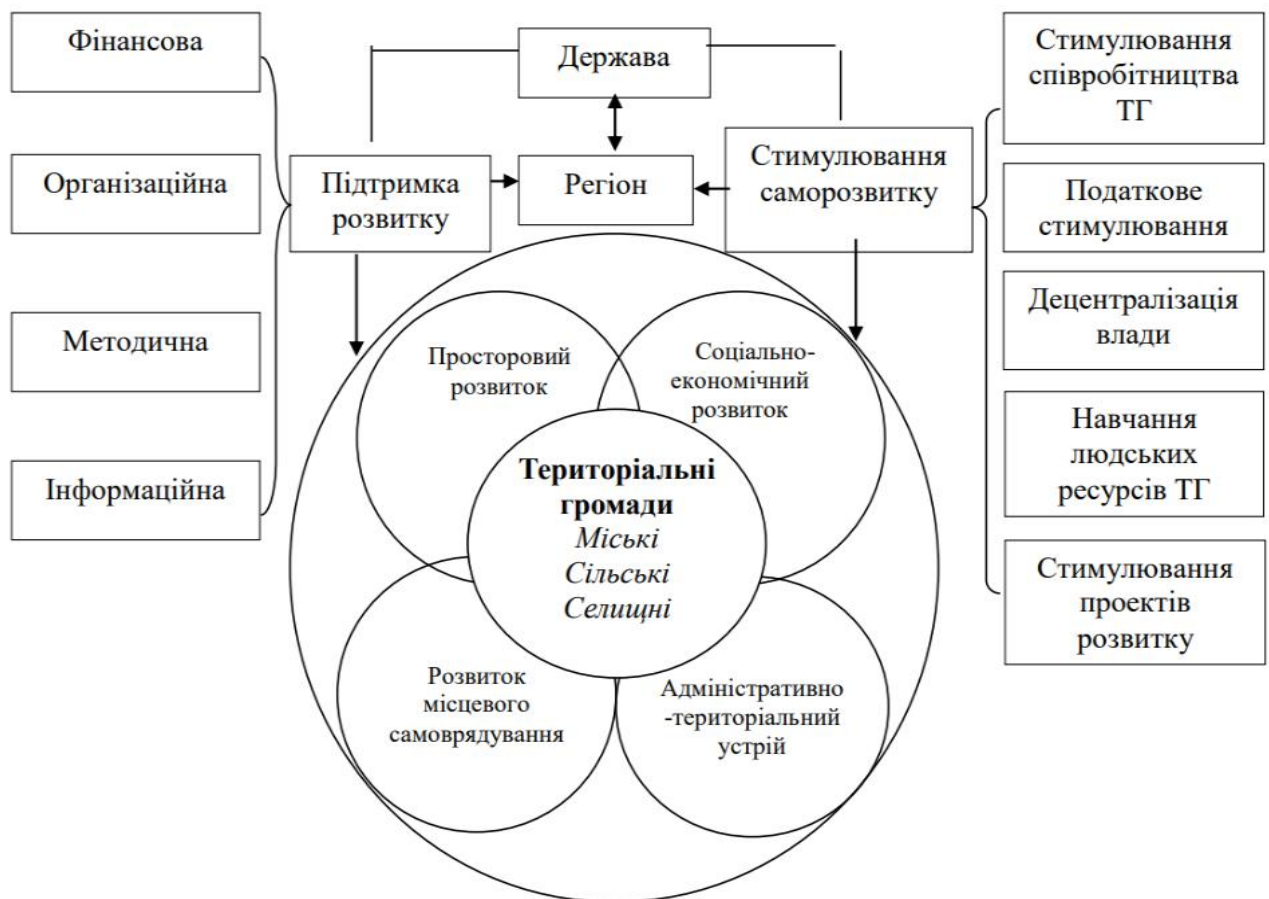 Фінансова
Організаційна
Методична
Інформаційна
Держава
Підтримка
розвитку
Регіон
Стимулювання
саморозвитку
Стимулювання
співробітництва
ТГ
Податкове
стимулювання
Децентралізація
влади
Навчання
людських
ресурсів ТГ
Стимулювання
проектів
розвитку
Просторовий
розвиток
Соціально-
економічний
розвиток
Територіальні
громади
Міські
Сільські
Селищні
Розвиток
місцевого
самоврядування
Адміністративно
-територіальний
устрій